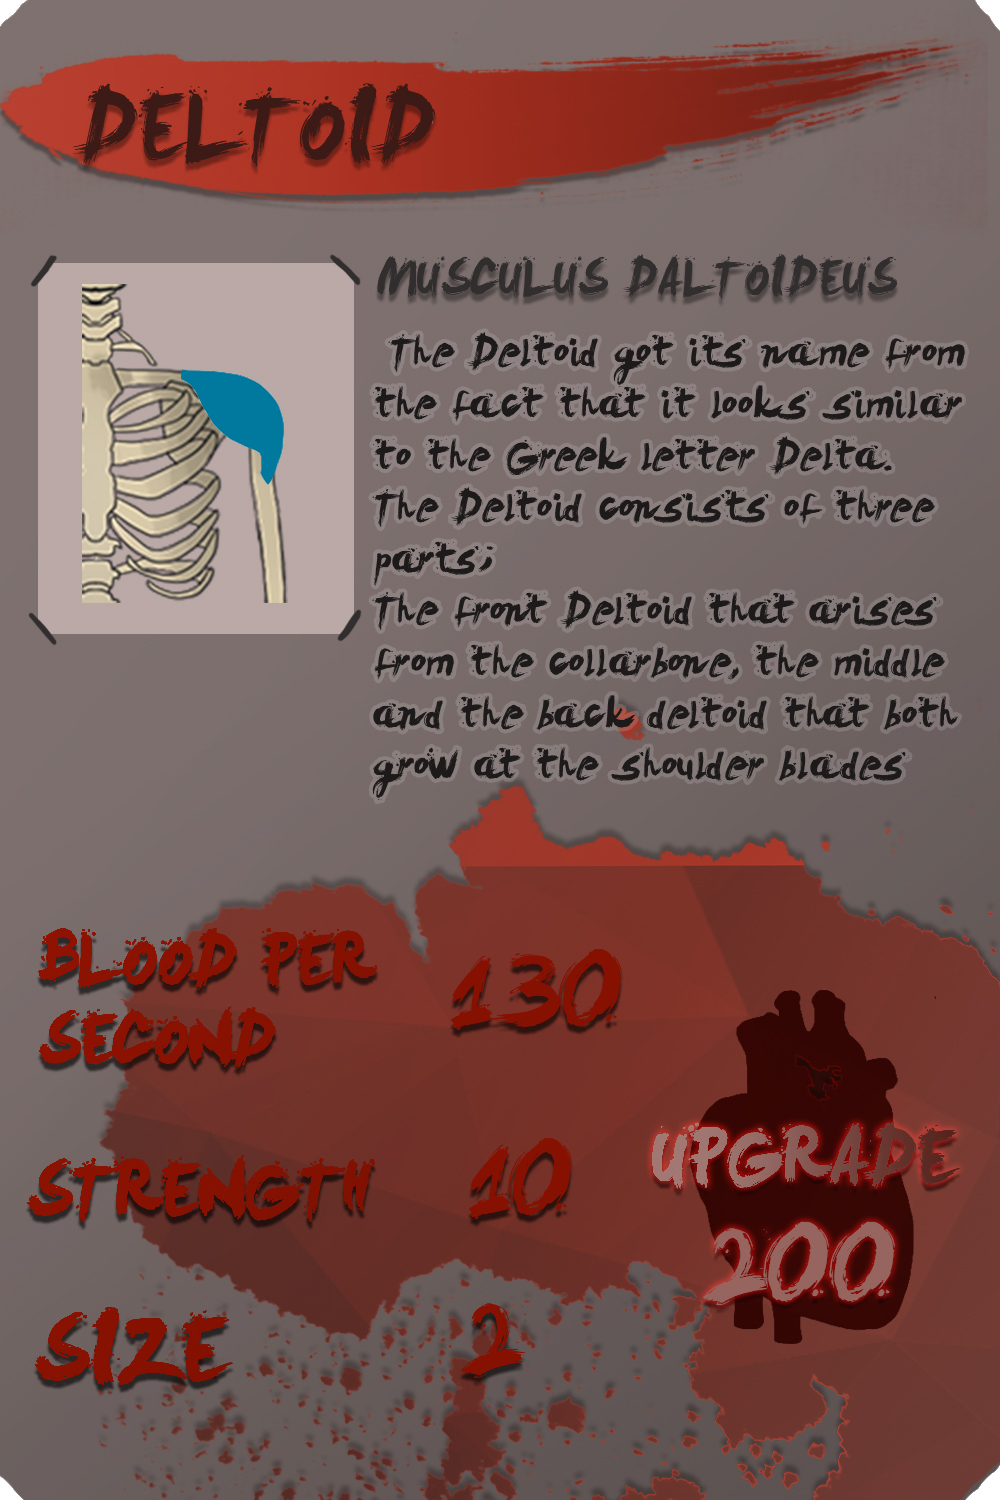 DELTOID
MUSCULUS DALTOIDEUS
The Deltoid got its name from
the fact that it looks similar
to the Greek letter Delta.
The Deltoid consists of three
parts;
The front Deltoid that arises
from the collarbone, the middle
and the back deltoid that both
grow at the shoulder blades
BLOOD PER
SECOND
130
STRENGTH
10
UPGRADE
200
SIZE
2